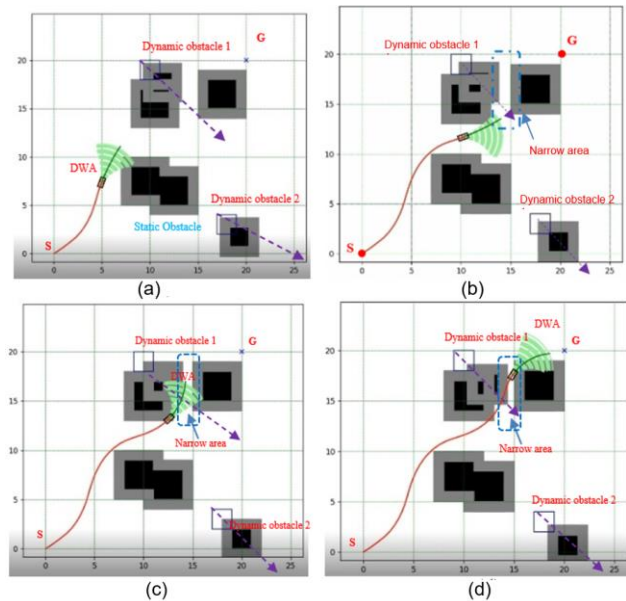 G
Dynamic obstacle 1
DWA
Dynamic obstacle 2
Static Obstacle
S
20
15
10
5
0
0 5 10 15 20 25
(a)
G
Dynamic obstacle 1
Narrow area
Dynamic obstacle 2
S
20
15
10
5
0
0 5 10 15 20 25
(b)
Dynamic obstacle 1
G
DWA
Narrow area
Dynamic obstacle 2
S
20
15
10
5
0
0 5 10 15 20 25
(c)
DWA
Dynamic obstacle 1
G
Narrow area
Dynamic obstacle 2
S
20
15
10
5
0
0 5 10 15 20 25
(d)